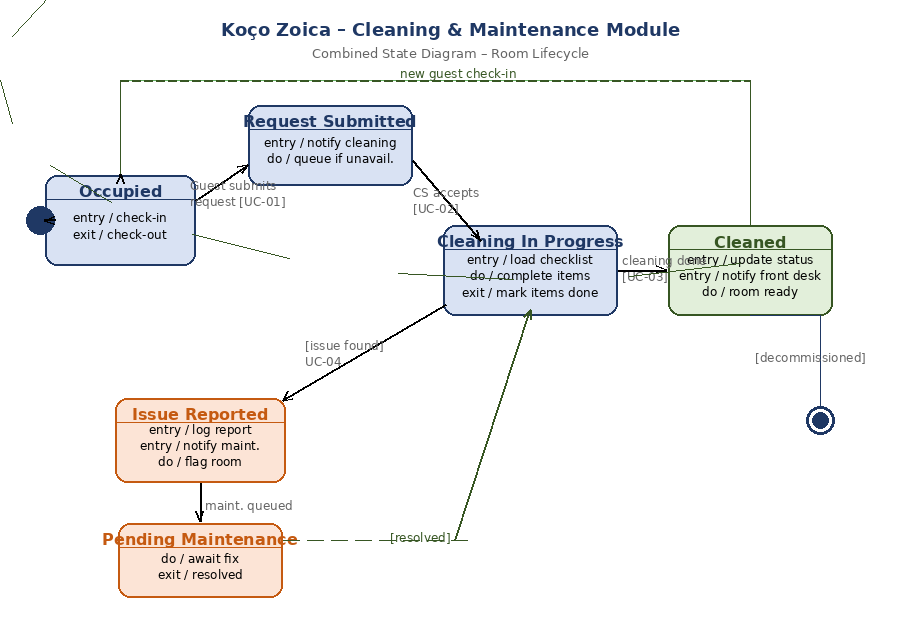 Koço Zoica – Cleaning & Maintenance Module
Combined State Diagram – Room Lifecycle
new guest check-in
Request Submitted
entry / notify cleaning
do / queue if unavail.
Occupied
entry / check-in
exit / check-out
Guest submits
request [UC-01]
CS accepts
[UC-02]
Cleaning In Progress
entry / load checklist
do / complete items
exit / mark items done
cleaning done
[UC-03]
Cleaned
entry / update status
entry / notify front desk
do / room ready
[decommissioned]
[issue found]
UC-04
Issue Reported
entry / log report
entry / notify maint.
do / flag room
maint. queued
Pending Maintenance
do / await fix
exit / resolved
[resolved]